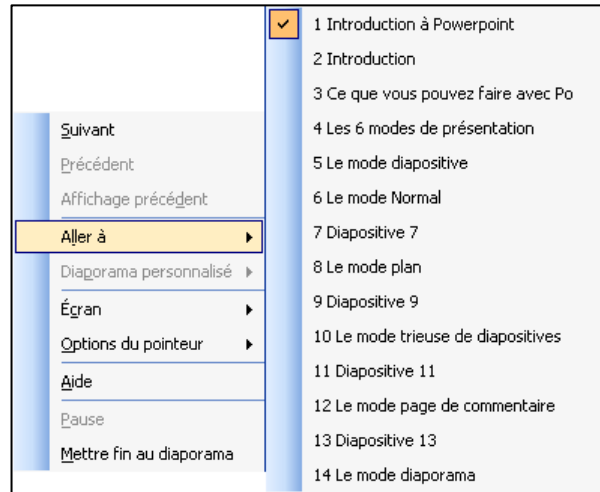 Suivant
Précédent
Affichage précédent
Aller à
Diaporama personnalisé
Écran
Options du pointeur
Aide
Pause
Mettre fin au diaporama
1 Introduction à Powerpoint
2 Introduction
3 Ce que vous pouvez faire avec Po
4 Les 6 modes de présentation
5 Le mode diapositive
6 Le mode Normal
7 Diapositive 7
8 Le mode plan
9 Diapositive 9
10 Le mode trieuse de diapositives
11 Diapositive 11
12 Le mode page de commentaire
13 Diapositive 13
14 Le mode diaporama